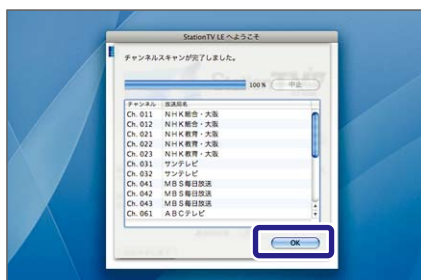 StationTV LE へようこそ
チャンネルスキャンが完了しました。
100 % 中止
チャンネル 放送局名
Ch. 011 NHK総合・大阪
Ch. 012 NHK総合・大阪
Ch. 021 NHK教育・大阪
Ch. 022 NHK教育・大阪
Ch. 023 NHK教育・大阪
Ch. 031 サンテレビ
Ch. 032 サンテレビ
Ch. 041 MBS毎日放送
Ch. 042 MBS毎日放送
Ch. 043 MBS毎日放送
Ch. 061 ABCテレビ
OK